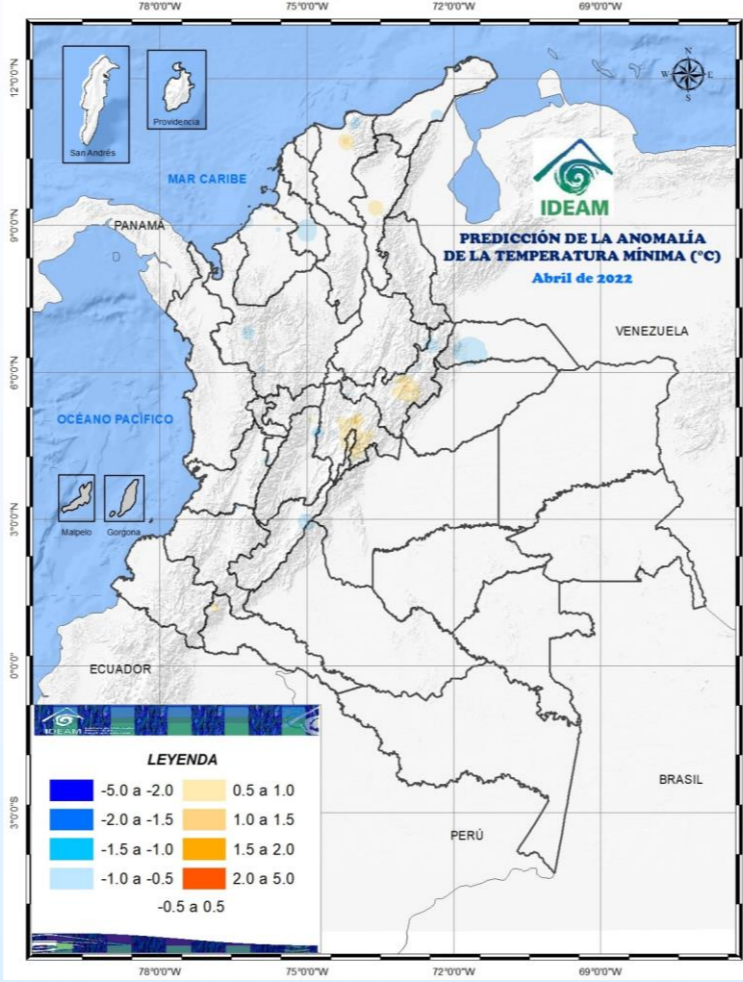 78°0'0"W 75°0'0"W 72°0'0"W 69°0'0"W
12°0'0"N
9°0'0"N
6°0'0"N
3°0'0"N
0°0'0"
3°0'0"S
N
W E
S
San Andrés
Providencia
MAR CARIBE
IDEAM
PANAMÁ
PREDICCIÓN DE LA ANOMALÍA
DE LA TEMPERATURA MÍNIMA (°C)
Abril de 2022
VENEZUELA
OCÉANO PACÍFICO
Malpelo Gorgona
ECUADOR
IDEAM
LEYENDA
-5.0 a -2.0 0.5 a 1.0
-2.0 a -1.5 1.0 a 1.5
-1.5 a -1.0 1.5 a 2.0
-1.0 a -0.5 2.0 a 5.0
-0.5 a 0.5
BRASIL
PERÚ
78°0'0"W 75°0'0"W 72°0'0"W 69°0'0"W